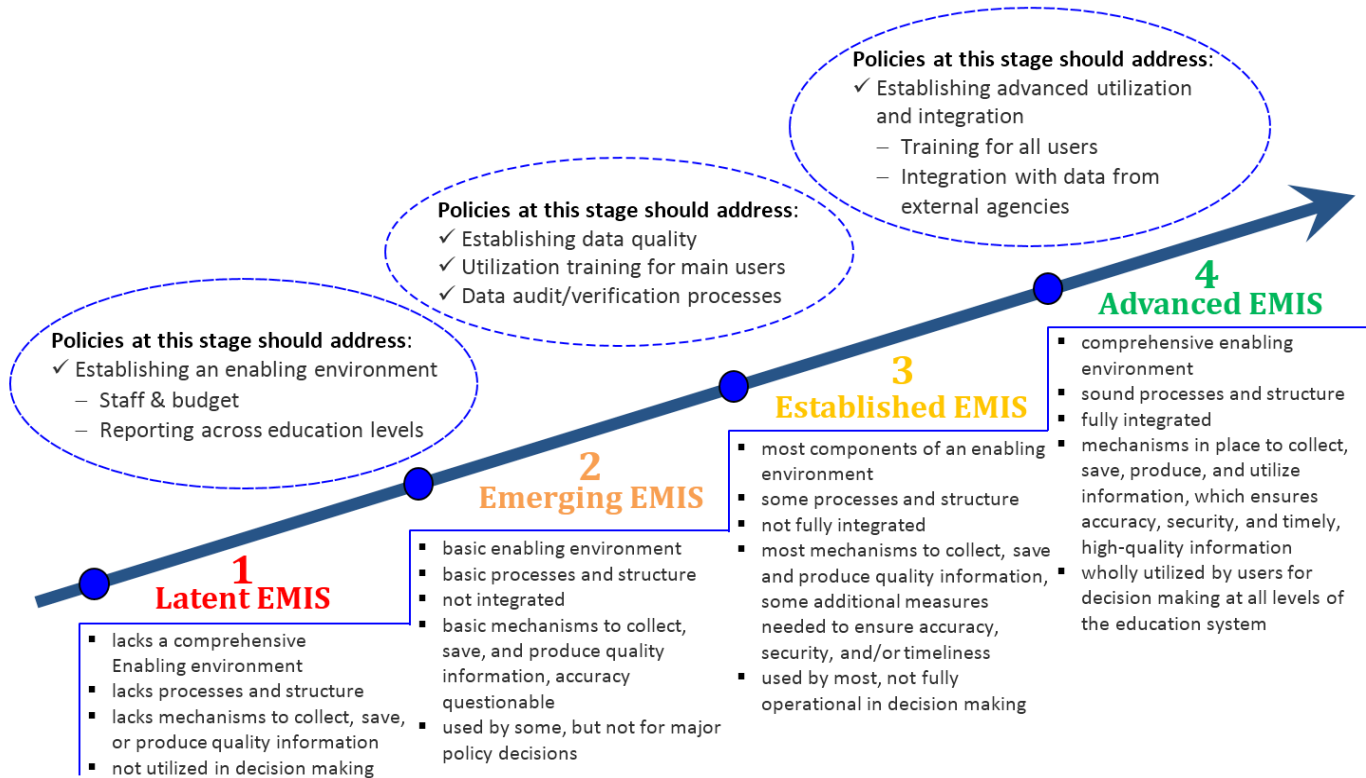 Policies at this stage should address:
✓ Establishing an enabling environment
– Staff & budget
– Reporting across education levels
Policies at this stage should address:
✓ Establishing data quality
✓ Utilization training for main users
✓ Data audit/verification processes
Policies at this stage should address:
✓ Establishing advanced utilization
and integration
– Training for all users
– Integration with data from
external agencies
1
Latent EMIS
▪ lacks a comprehensive
Enabling environment
▪ lacks processes and structure
▪ lacks mechanisms to collect, save,
or produce quality information
▪ not utilized in decision making
2
Emerging EMIS
▪ basic enabling environment
▪ basic processes and structure
▪ not integrated
▪ basic mechanisms to collect,
save, and produce quality
information, accuracy
questionable
▪ used by some, but not for major
policy decisions
3
Established EMIS
▪ most components of an enabling
environment
▪ some processes and structure
▪ not fully integrated
▪ most mechanisms to collect, save
and produce quality information,
some additional measures
needed to ensure accuracy,
security, and/or timeliness
▪ used by most, not fully
operational in decision making
4
Advanced EMIS
▪ comprehensive enabling
environment
▪ sound processes and structure
▪ fully integrated
▪ mechanisms in place to collect,
save, produce, and utilize
information, which ensures
accuracy, security, and timely,
high-quality information
▪ wholly utilized by users for
decision making at all levels of
the education system